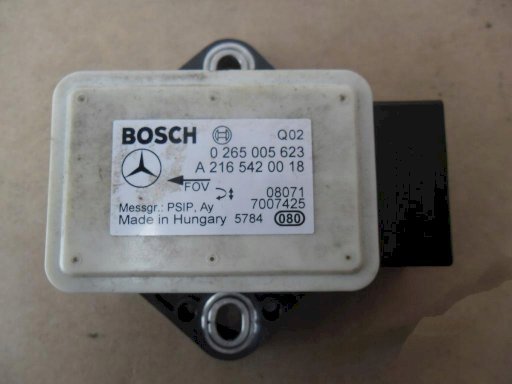 BOSCH Q02
0 265 005 623
A 216 542 00 18
FOV 08071
Messgr.: PSIP, Ay 7007425
Made in Hungary 5784 080